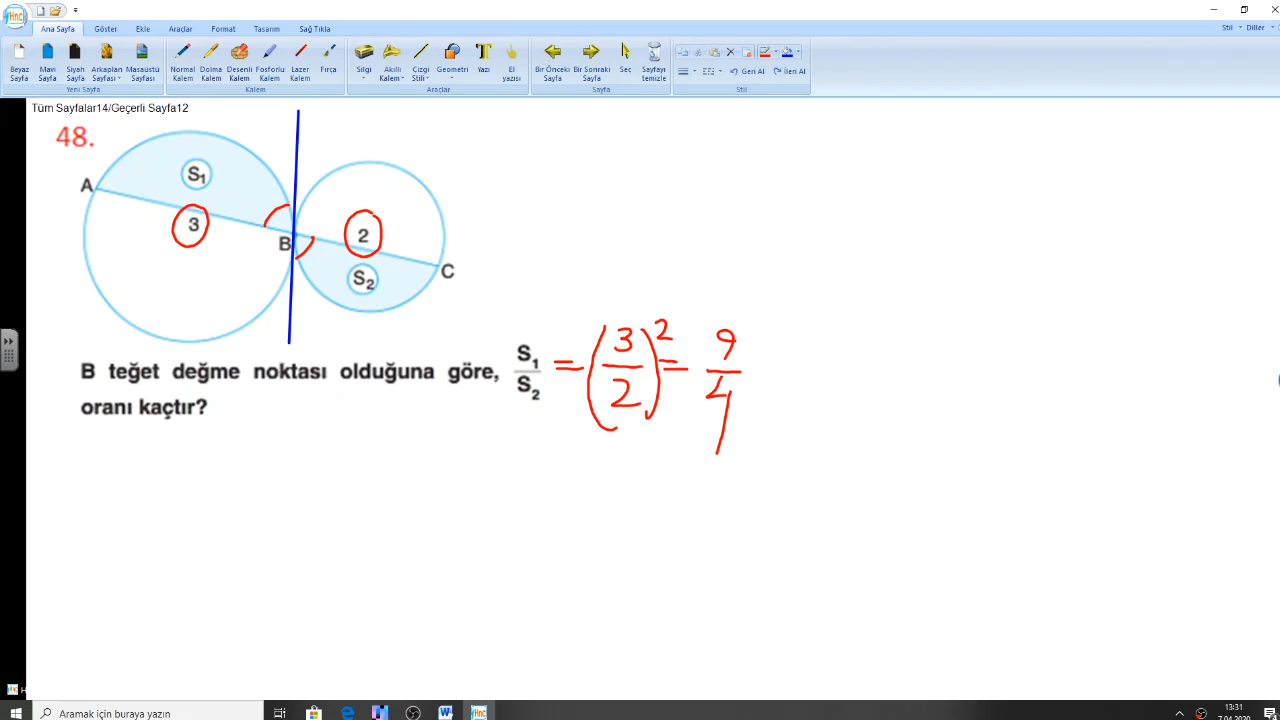 Ana Sayfa Göster Ekle Araçlar Format Tasarım Sağ Tıkla
Stil Diller
Beyaz Sayfa Mavi Sayfa Siyah Sayfa Arkaplan Sayfası Masaüstü Sayfası
Normal Kalem Dolma Kalem Desenli Kalem Fosforlu Kalem Lazer Kalem Fırça
Silgi Akıllı Kalem Çizgi Stili Geometri Yazı El yazısı
Bir Önceki Sayfa Bir Sonraki Sayfa Seç Sayfayı temizle
Geri Al İleri Al
Yeni Sayfa Kalem Araçlar Sayfa Stil
Tüm Sayfalar14/Geçerli Sayfa12
48.
S1
A
3
2
B
C
S2
B teğet değme noktası olduğuna göre, S1/S2 = (3/2)² = 9/4
oranı kaçtır?
Aramak için buraya yazın
13:31
7.04.2020